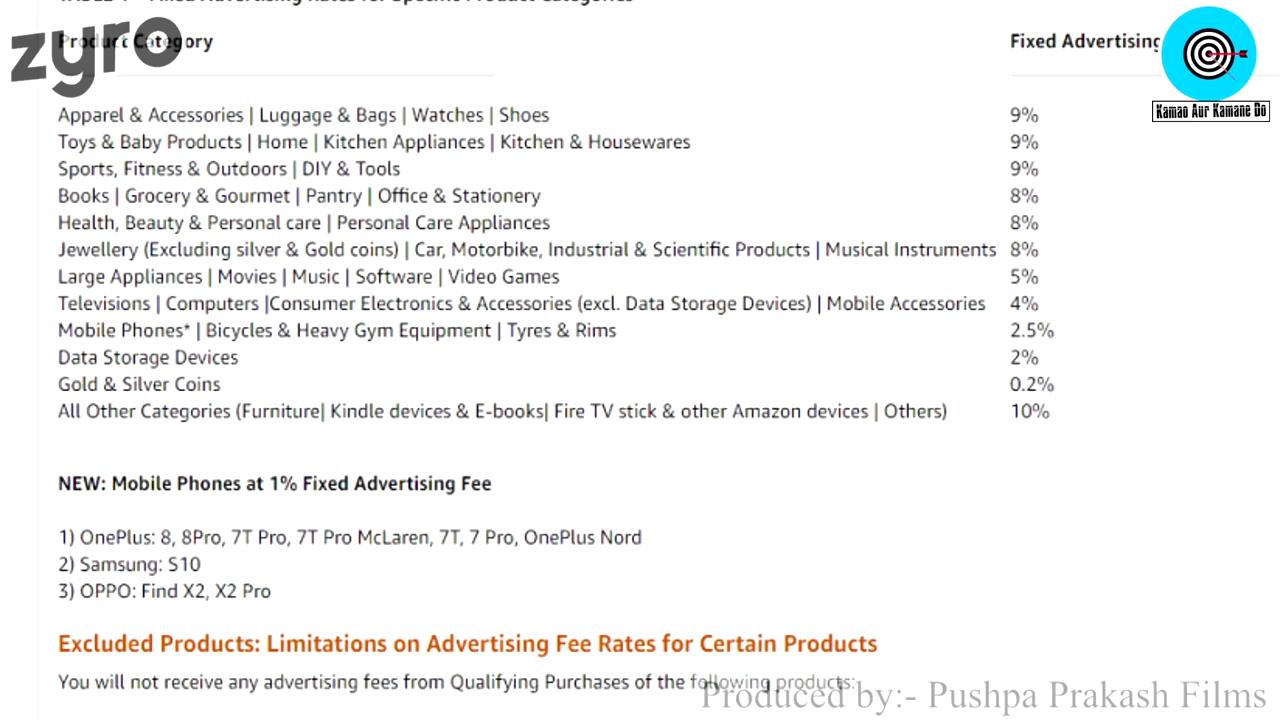 Fixed Advertising Rates for Specific Product Categories
zyro
Product Category Fixed Advertising
Kamao Aur Kamane Do
Apparel & Accessories | Luggage & Bags | Watches | Shoes 9%
Toys & Baby Products | Home | Kitchen Appliances | Kitchen & Housewares 9%
Sports, Fitness & Outdoors | DIY & Tools 9%
Books | Grocery & Gourmet | Pantry | Office & Stationery 8%
Health, Beauty & Personal care | Personal Care Appliances 8%
Jewellery (Excluding silver & Gold coins) | Car, Motorbike, Industrial & Scientific Products | Musical Instruments 8%
Large Appliances | Movies | Music | Software | Video Games 5%
Televisions | Computers |Consumer Electronics & Accessories (excl. Data Storage Devices) | Mobile Accessories 4%
Mobile Phones* | Bicycles & Heavy Gym Equipment | Tyres & Rims 2.5%
Data Storage Devices 2%
Gold & Silver Coins 0.2%
All Other Categories (Furniture| Kindle devices & E-books| Fire TV stick & other Amazon devices | Others) 10%
NEW: Mobile Phones at 1% Fixed Advertising Fee
1) OnePlus: 8, 8Pro, 7T Pro, 7T Pro McLaren, 7T, 7 Pro, OnePlus Nord
2) Samsung: S10
3) OPPO: Find X2, X2 Pro
Excluded Products: Limitations on Advertising Fee Rates for Certain Products
You will not receive any advertising fees from Qualifying Purchases of the following products:
Produced by:- Pushpa Prakash Films